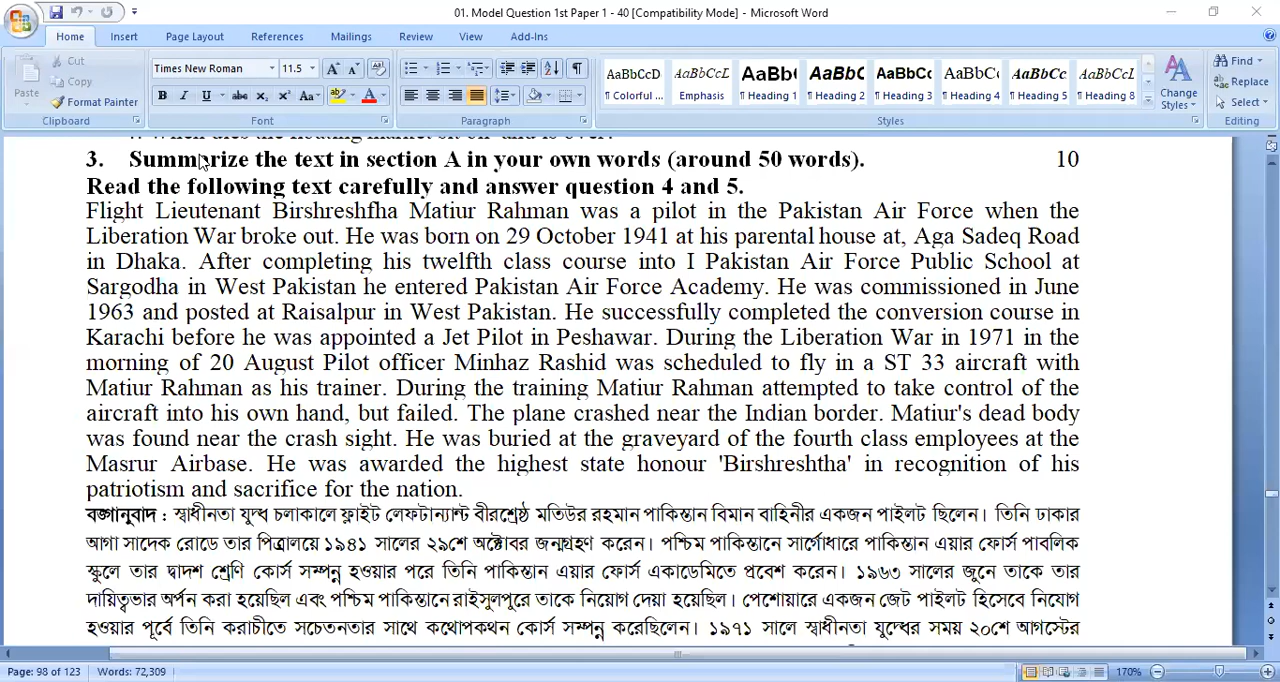 01. Model Question 1st Paper 1 - 40 [Compatibility Mode] - Microsoft Word
Home Insert Page Layout References Mailings Review View Add-Ins
Cut
Copy
Format Painter
Paste
Clipboard
Times New Roman 11.5
Font
Paragraph
AaBbCcD AaBbCcL AaBb( AaBbC AaBbCc AaBbCcL AaBbCc AaBbCcL
¶ Colorful ... Emphasis ¶ Heading 1 ¶ Heading 2 ¶ Heading 3 ¶ Heading 4 ¶ Heading 5 ¶ Heading 8
Styles
Change Styles
Find
Replace
Select
Editing
3. Summarize the text in section A in your own words (around 50 words). 10
Read the following text carefully and answer question 4 and 5.
Flight Lieutenant Birshreshfha Matiur Rahman was a pilot in the Pakistan Air Force when the
Liberation War broke out. He was born on 29 October 1941 at his parental house at, Aga Sadeq Road
in Dhaka. After completing his twelfth class course into I Pakistan Air Force Public School at
Sargodha in West Pakistan he entered Pakistan Air Force Academy. He was commissioned in June
1963 and posted at Raisalpur in West Pakistan. He successfully completed the conversion course in
Karachi before he was appointed a Jet Pilot in Peshawar. During the Liberation War in 1971 in the
morning of 20 August Pilot officer Minhaz Rashid was scheduled to fly in a ST 33 aircraft with
Matiur Rahman as his trainer. During the training Matiur Rahman attempted to take control of the
aircraft into his own hand, but failed. The plane crashed near the Indian border. Matiur's dead body
was found near the crash sight. He was buried at the graveyard of the fourth class employees at the
Masrur Airbase. He was awarded the highest state honour 'Birshreshtha' in recognition of his
patriotism and sacrifice for the nation.
বঙ্গানুবাদ : স্বাধীনতা যুদ্ধ চলাকালে ফ্লাইট লেফটান্যান্ট বীরশ্রেষ্ঠ মতিউর রহমান পাকিস্তান বিমান বাহিনীর একজন পাইলট ছিলেন। তিনি ঢাকার
আগা সাদেক রোডে তার পিত্রালয়ে ১৯৪১ সালের ২৯শে অক্টোবর জন্মগ্রহণ করেন। পশ্চিম পাকিস্তানে সার্গোধারে পাকিস্তান এয়ার ফোর্স পাবলিক
স্কুলে তার দ্বাদশ শ্রেণি কোর্স সম্পন্ন হওয়ার পরে তিনি পাকিস্তান এয়ার ফোর্স একাডেমিতে প্রবেশ করেন। ১৯৬৩ সালের জুনে তাকে তার
দায়িত্বভার অর্পন করা হয়েছিল এবং পশ্চিম পাকিস্তানে রাইসুলপুরে তাকে নিয়োগ দেয়া হয়েছিল। পেশোয়ারে একজন জেট পাইলট হিসেবে নিযোগ
হওয়ার পূর্বে তিনি করাচীতে সচেতনতার সাথে কথোপকথন কোর্স সম্পন্ন করেছিলেন। ১৯৭১ সালে স্বাধীনতা যুদ্ধের সময় ২০শে আগস্টের
Page: 98 of 123 Words: 72,309 170%